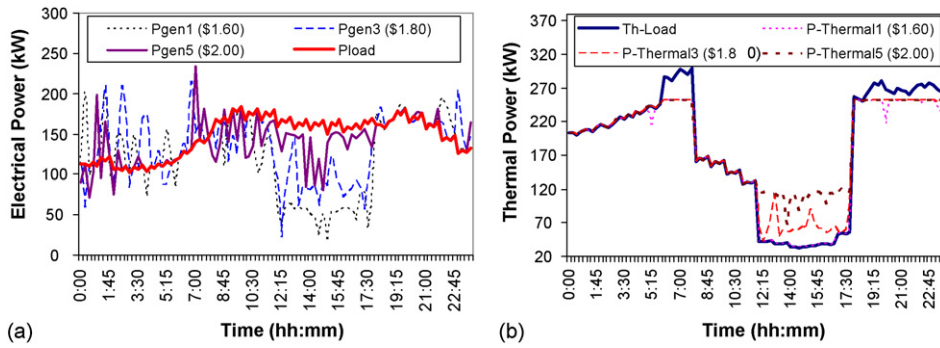 Pgen1 ($1.60) Pgen3 ($1.80)
Pgen5 ($2.00) Pload
Electrical Power (kW)
250
200
150
100
50
0
0:00 1:45 3:30 5:15 7:00 8:45 10:30 12:15 14:00 15:45 17:30 19:15 21:00 22:45
Time (hh:mm)
(a)
Th-Load P-Thermal1 ($1.60)
P-Thermal3 ($1.8 0) P-Thermal5 ($2.00)
Thermal Power (kW)
370
320
270
220
170
120
70
20
0:00 1:45 3:30 5:15 7:00 8:45 10:30 12:15 14:00 15:45 17:30 19:15 21:00 22:45
Time (hh:mm)
(b)